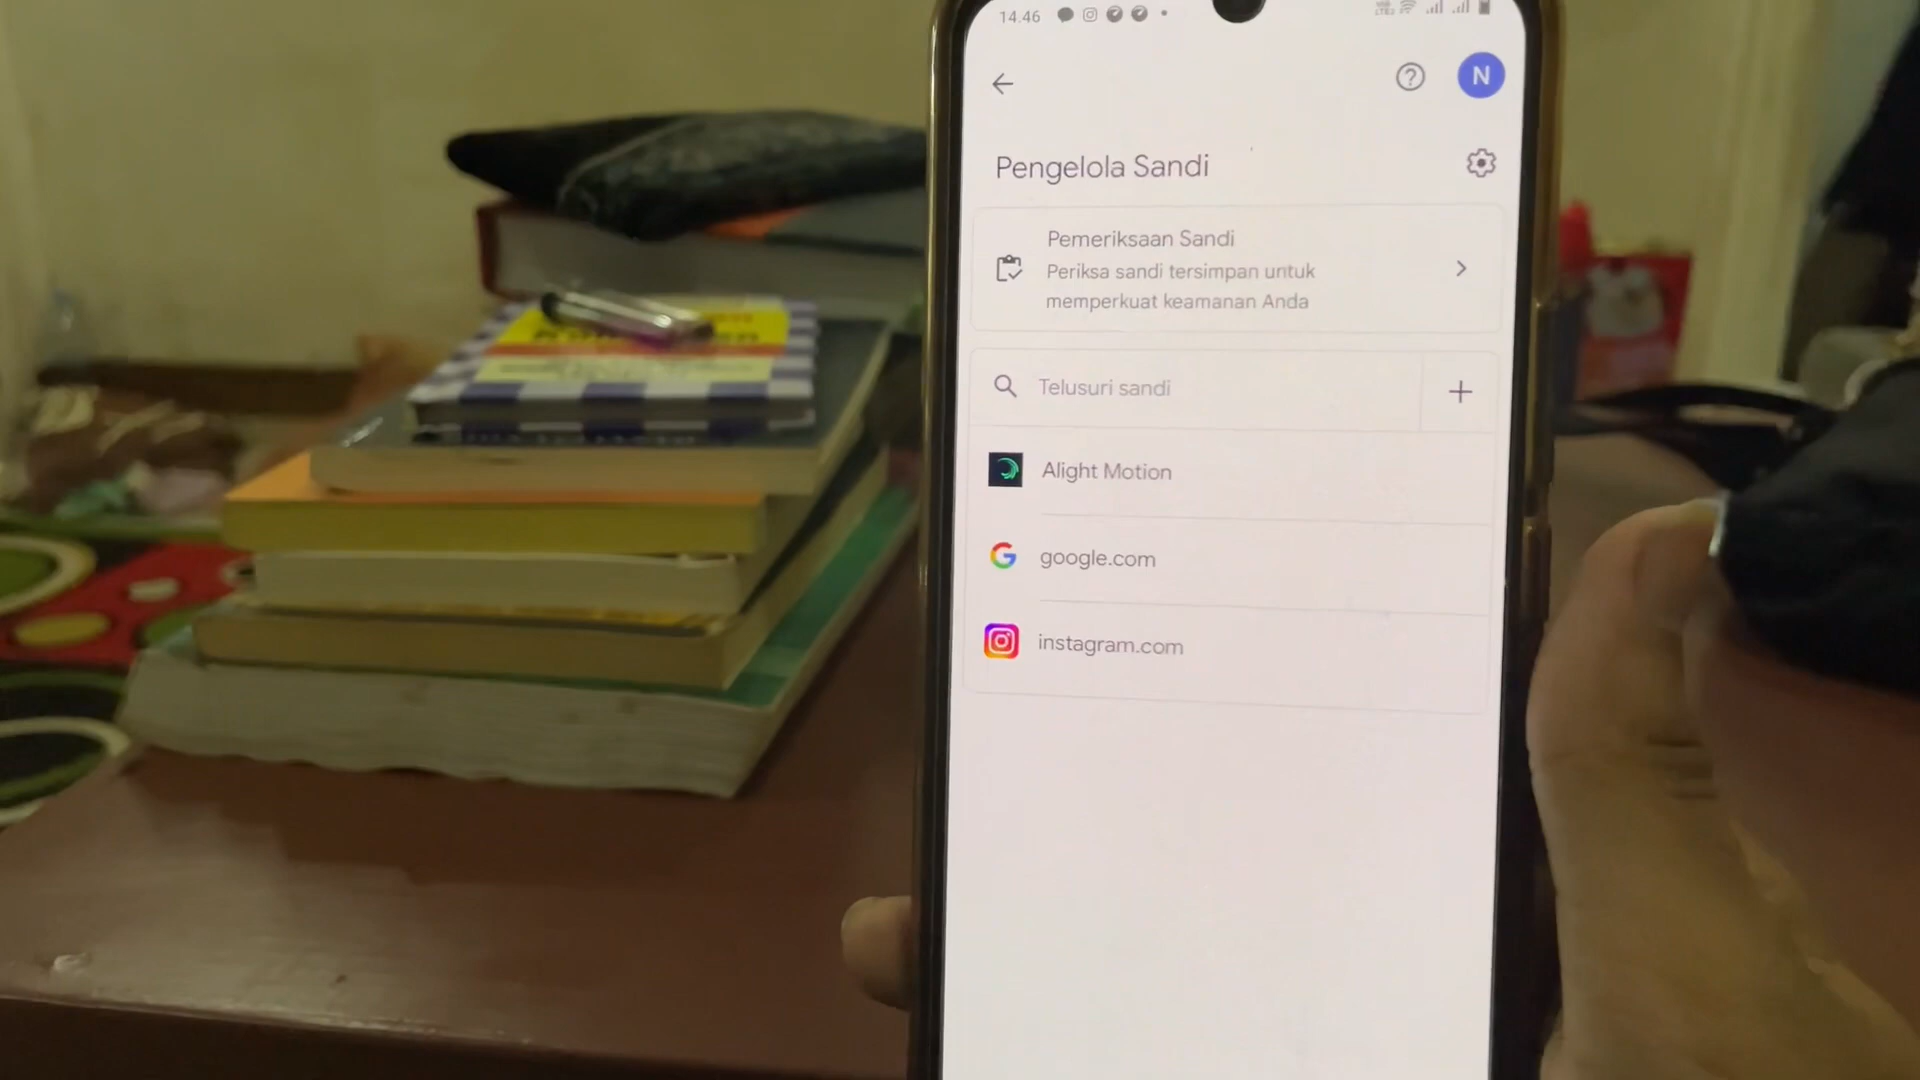 14.46
N
Pengelola Sandi
Pemeriksaan Sandi
Periksa sandi tersimpan untuk
memperkuat keamanan Anda
Telusuri sandi
Alight Motion
google.com
instagram.com